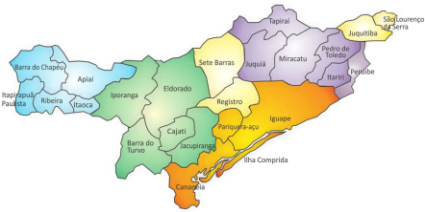 Tapiraí
São Lourenço
da Serra
Juquitiba
Barra do Chapéu
Apiaí
Sete Barras
Juquiá
Miracatu
Pedro de
Toledo
Peruíbe
Itariri
Itapirapuã
Paulista
Ribeira
Itaoca
Iporanga
Eldorado
Registro
Iguape
Pariquera-açu
Cajati
Barra do
Turvo
Jacupiranga
Ilha Comprida
Cananéia